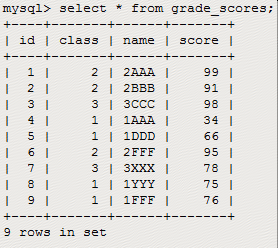 mysql> select * from grade_scores;
+----+-------+------+-------+
| id | class | name | score |
+----+-------+------+-------+
| 1 | 2 | 2AAA | 99 |
| 2 | 2 | 2BBB | 91 |
| 3 | 3 | 3CCC | 98 |
| 4 | 1 | 1AAA | 34 |
| 5 | 1 | 1DDD | 66 |
| 6 | 2 | 2FFF | 95 |
| 7 | 3 | 3XXX | 78 |
| 8 | 1 | 1YYY | 75 |
| 9 | 1 | 1FFF | 76 |
+----+-------+------+-------+
9 rows in set